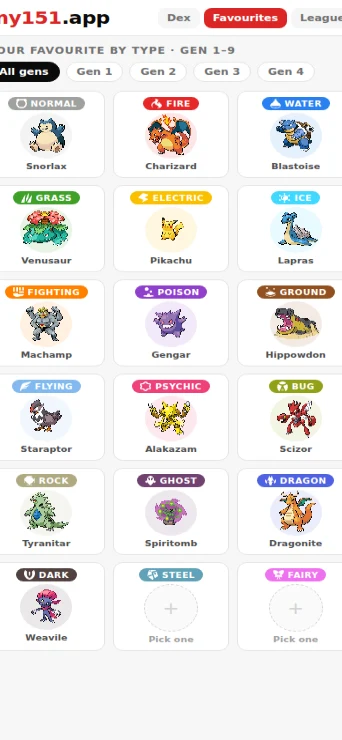 ny151.app Dex Favourites League
OUR FAVOURITE BY TYPE · GEN 1–9
All gens Gen 1 Gen 2 Gen 3 Gen 4
NORMAL FIRE WATER
Snorlax Charizard Blastoise
GRASS ELECTRIC ICE
Venusaur Pikachu Lapras
FIGHTING POISON GROUND
Machamp Gengar Hippowdon
FLYING PSYCHIC BUG
Staraptor Alakazam Scizor
ROCK GHOST DRAGON
Tyranitar Spiritomb Dragonite
DARK STEEL FAIRY
+ +
Weavile Pick one Pick one